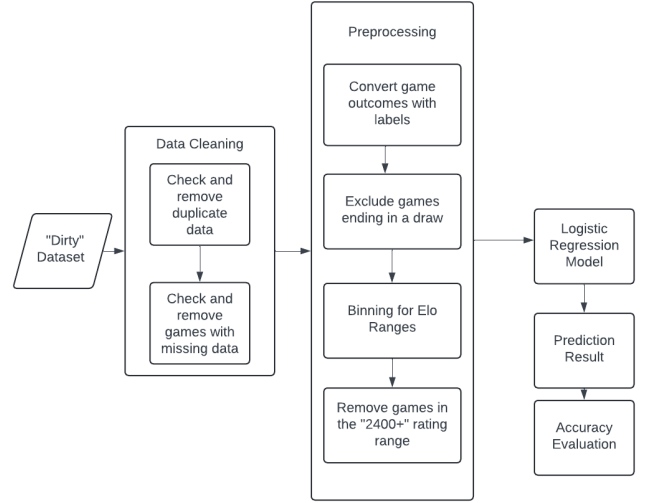 "Dirty"
Dataset
Data Cleaning
Check and
remove
duplicate
data
Check and
remove
games with
missing data
Preprocessing
Convert game
outcomes with
labels
Exclude games
ending in a draw
Binning for Elo
Ranges
Remove games in
the "2400+" rating
range
Logistic
Regression
Model
Prediction
Result
Accuracy
Evaluation